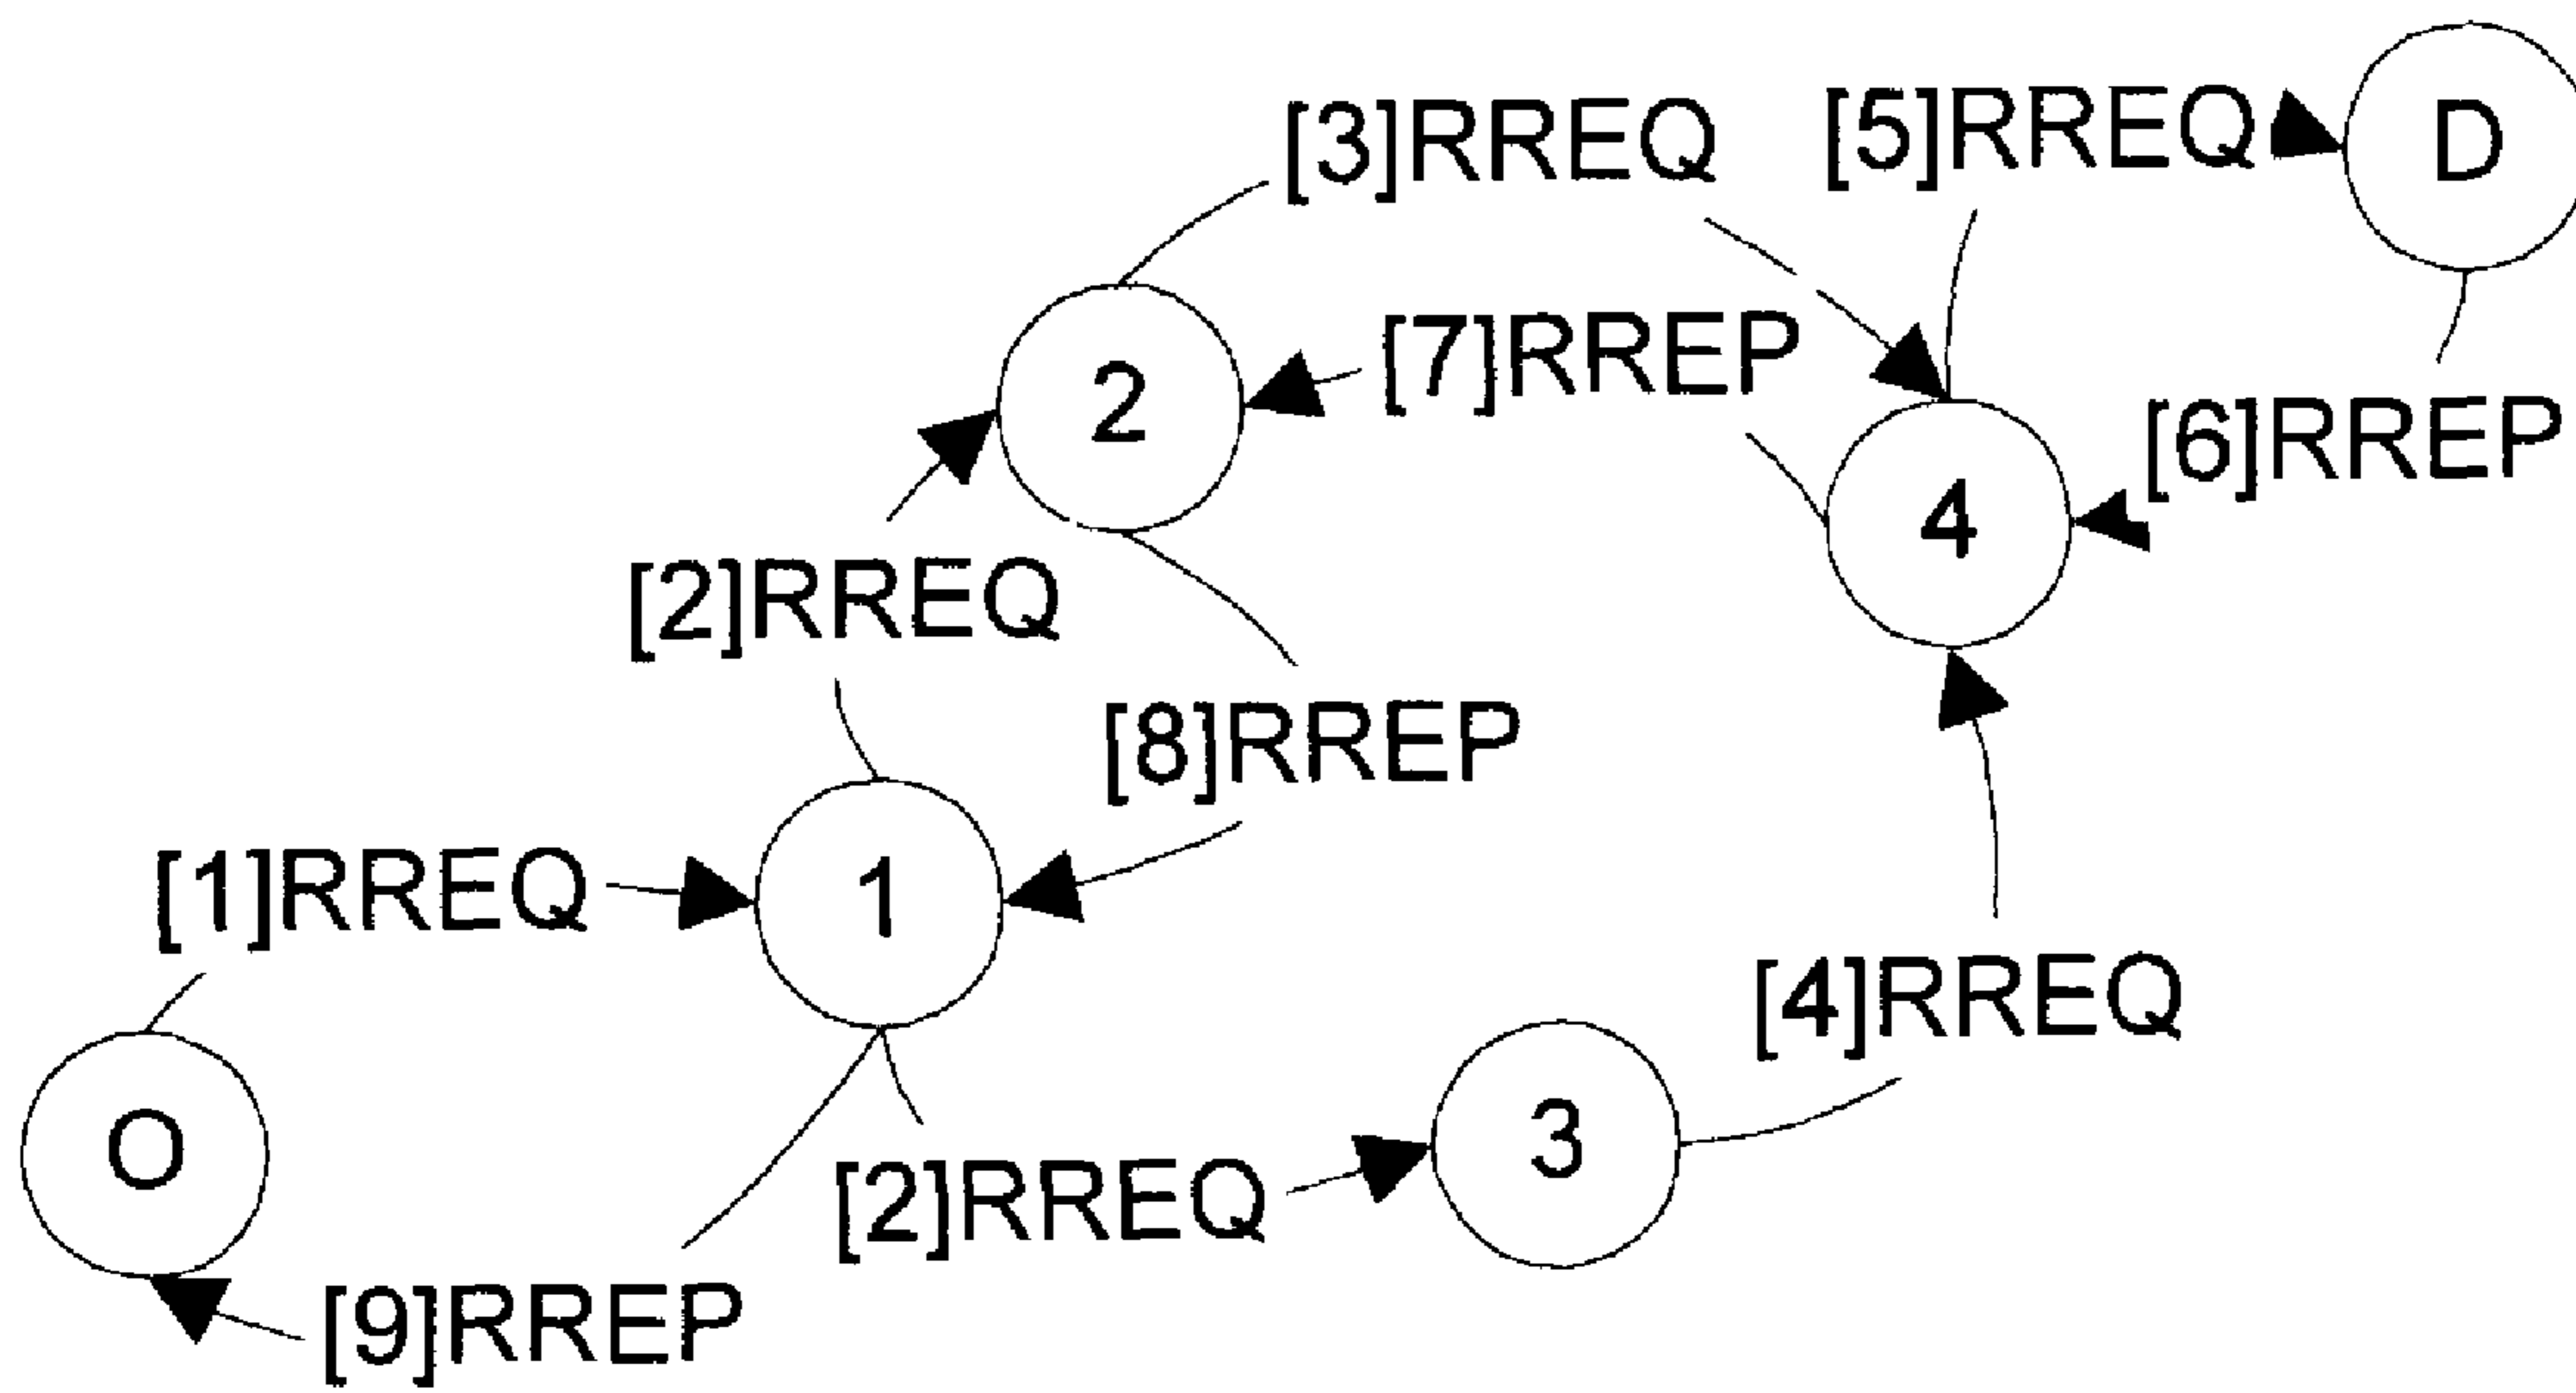 [3]RREQ
[5]RREQ
D
2
[7]RREP
4
[6]RREP
[2]RREQ
[8]RREP
[1]RREQ
1
[4]RREQ
O
3
[2]RREQ
[9]RREP